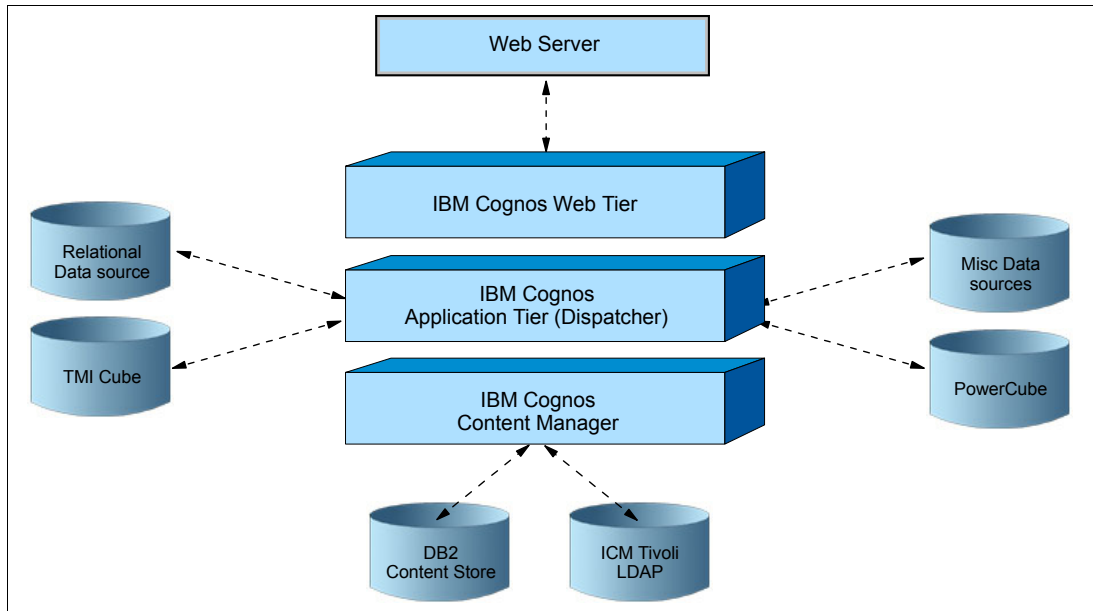 Web Server
IBM Cognos Web Tier
Relational
Data source
IBM Cognos
Application Tier (Dispatcher)
Misc Data
sources
TMI Cube
PowerCube
IBM Cognos
Content Manager
DB2
Content Store
ICM Tivoli
LDAP